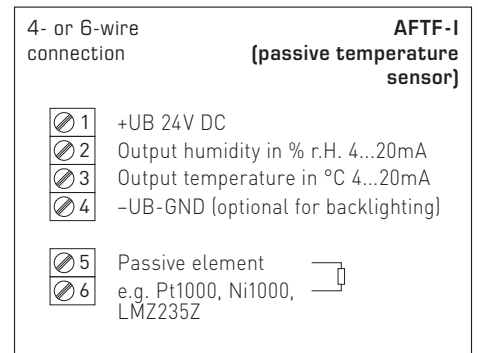 4- or 6-wire connection
AFTF-I
(passive temperature sensor)
1 +UB 24V DC
2 Output humidity in % r.H. 4...20mA
3 Output temperature in °C 4...20mA
4 –UB-GND (optional for backlighting)
5 Passive element
6 e.g. Pt1000, Ni1000,
LMZ235Z